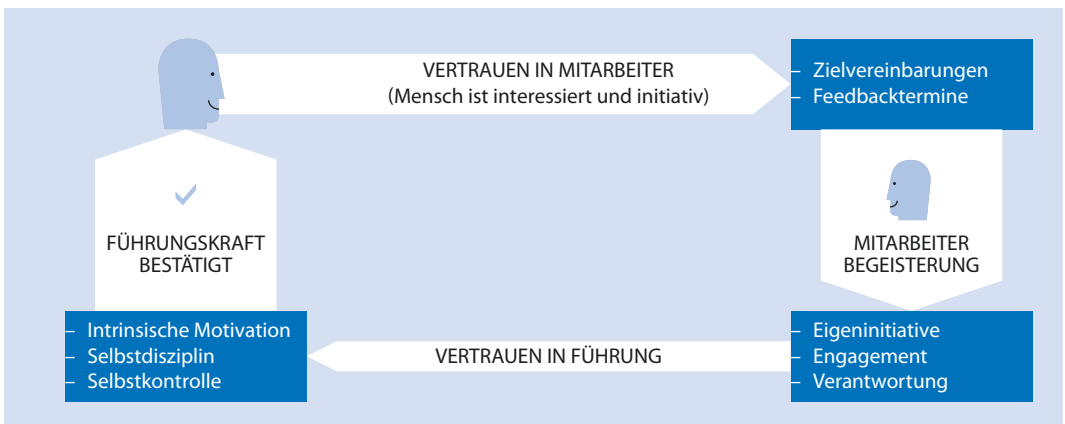 VERTRAUEN IN MITARBEITER
(Mensch ist interessiert und initiativ)
– Zielvereinbarungen
– Feedbacktermine
MITARBEITER
BEGEISTERUNG
– Eigeninitiative
– Engagement
– Verantwortung
VERTRAUEN IN FÜHRUNG
– Intrinsische Motivation
– Selbstdisziplin
– Selbstkontrolle
FÜHRUNGSKRAFT
BESTÄTIGT